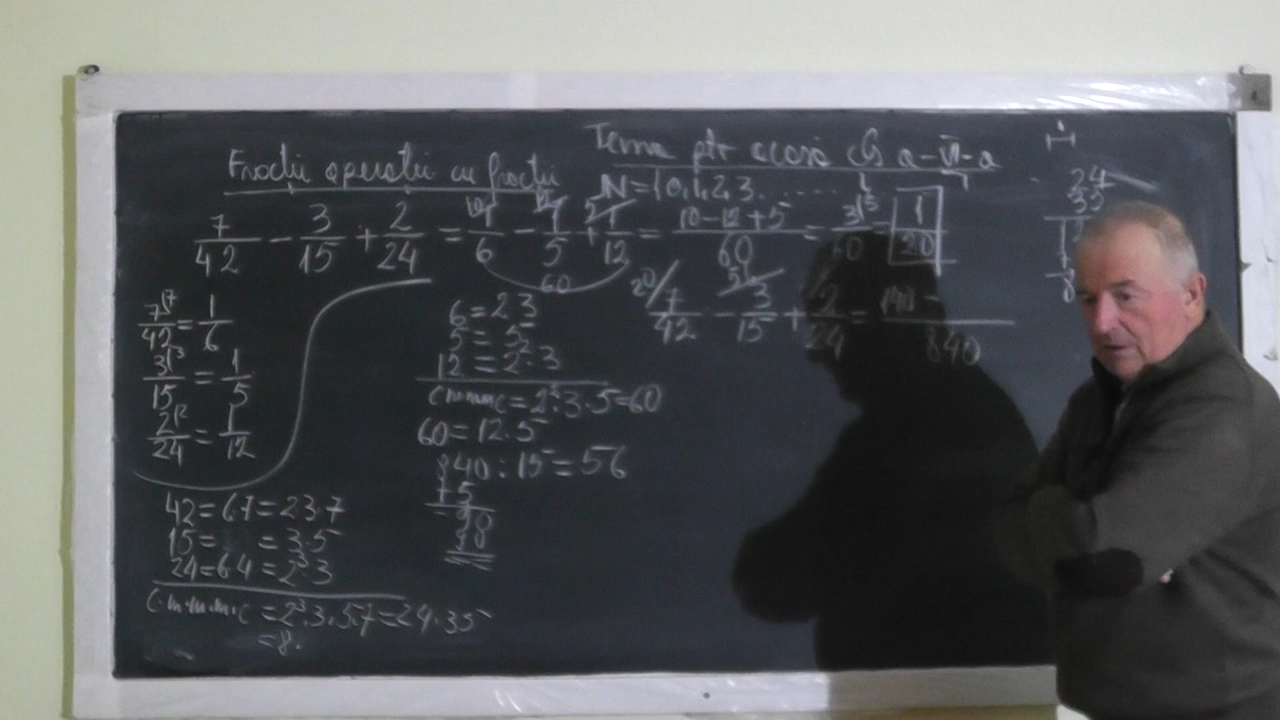 Tema ptr acasă cls a-VI-a
Fracții operații cu fracții
N={0,1,2,3.......
7/42 - 3/15 + 2/24 = 1/6 - 1/5 + 1/12 = (10-12+5)/60 = 3/60 = 1/20
60
7/42 = 1/6
3/15 = 1/5
2/24 = 1/12
6=2·3
5=5
12=2²·3
c.m.m.m.c=2²·3·5=60
60=12·5
840:15=56
15
90
90
7/42 - 3/15 + 2/24 =
840
42=6·7=2·3·7
15= =3·5
24=6·4=2³·3
c.m.m.m.c=2³·3·5·7=24·35
=8.
24
35